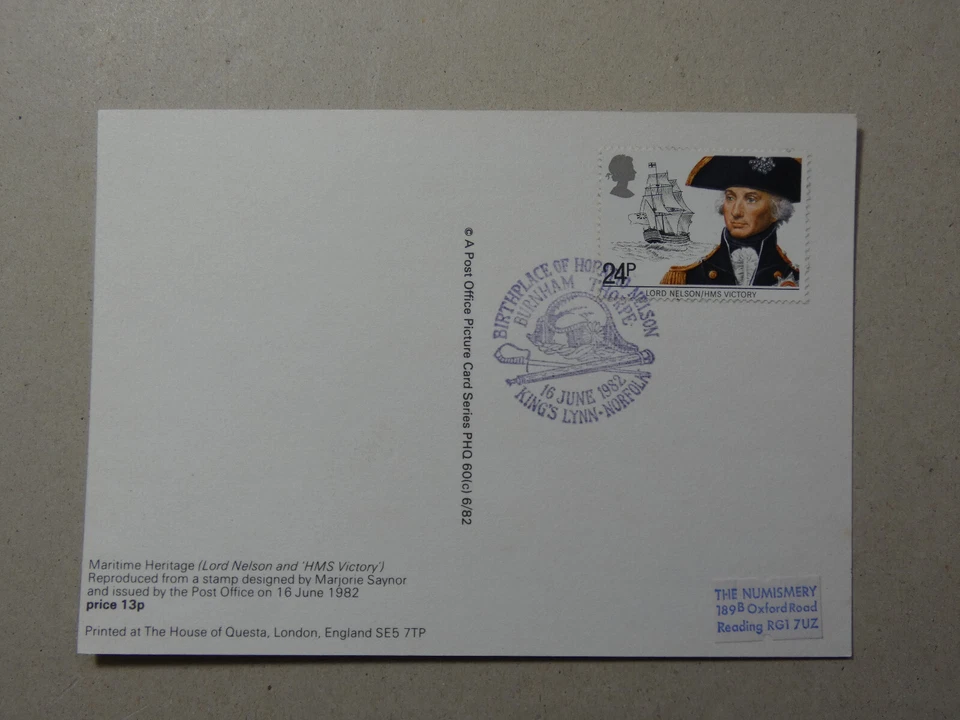 24P
LORD NELSON/HMS VICTORY
BIRTHPLACE OF HORATIO NELSON
BURNHAM THORPE
16 JUNE 1982
KING'S LYNN-NORFOLK
© A Post Office Picture Card Series PHQ 60(c) 6/82
Maritime Heritage (Lord Nelson and 'HMS Victory')
Reproduced from a stamp designed by Marjorie Saynor
and issued by the Post Office on 16 June 1982
price 13p
Printed at The House of Questa, London, England SE5 7TP
THE NUMISMERY
189B Oxford Road
Reading RG1 7UZ